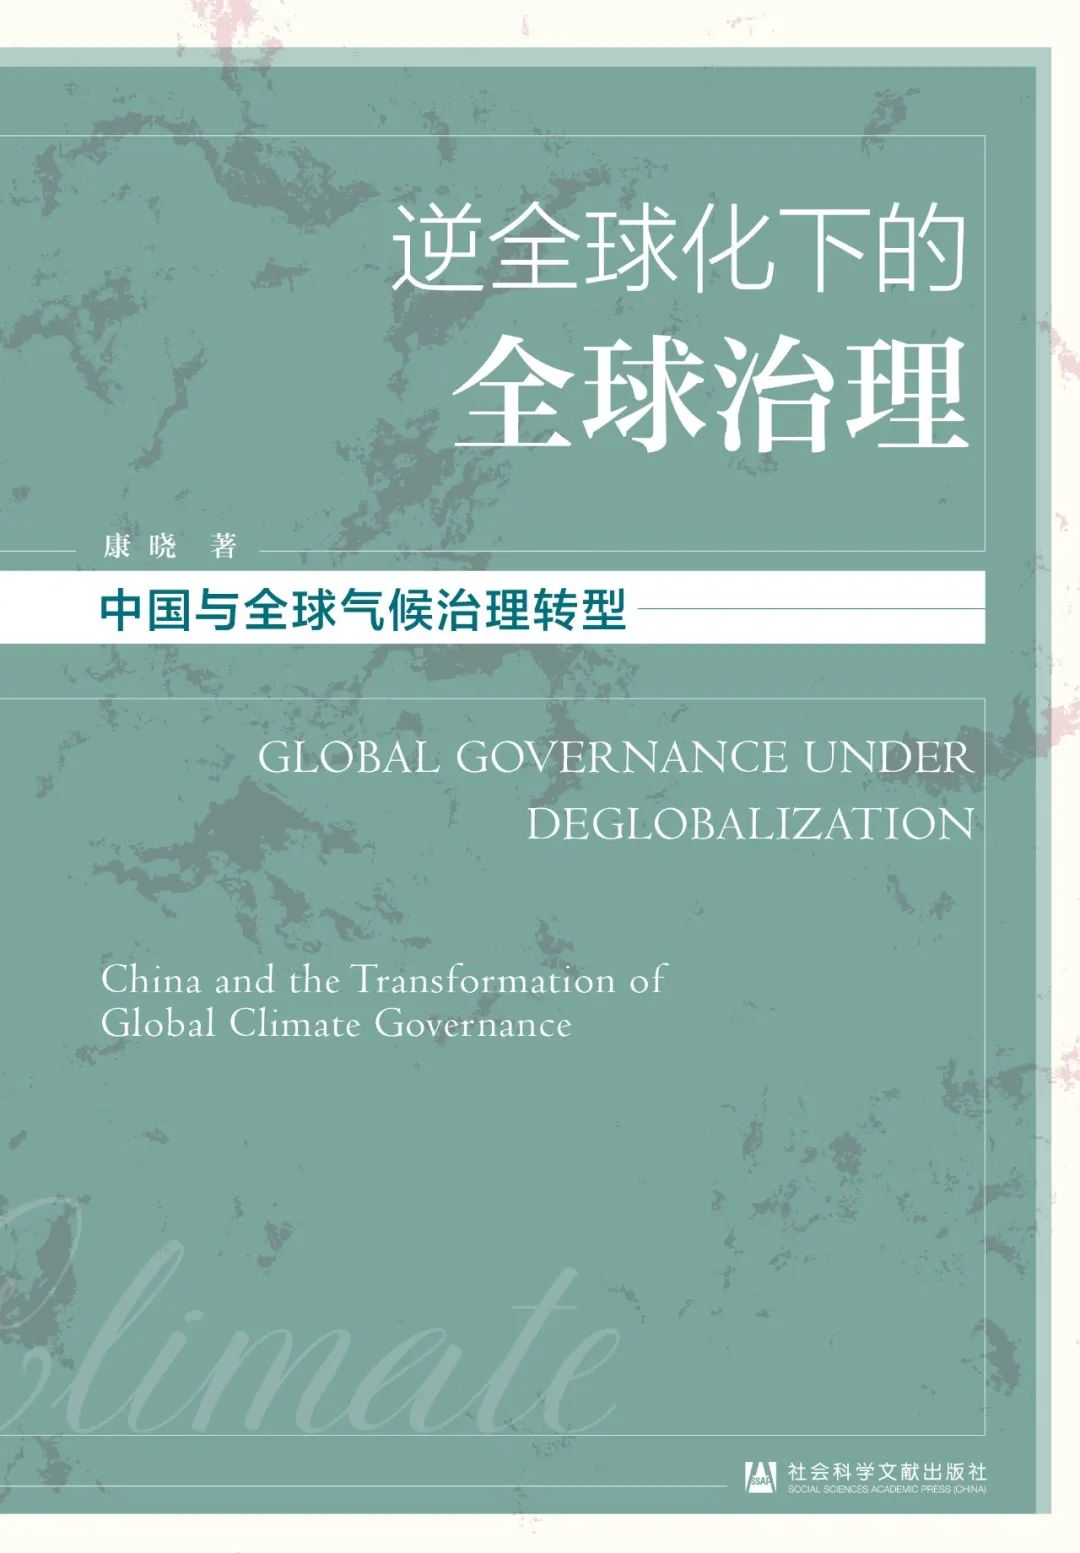 逆全球化下的
全球治理
康晓 著
中国与全球气候治理转型
GLOBAL GOVERNANCE UNDER
DEGLOBALIZATION
China and the Transformation of
Global Climate Governance
Climate
SSAP
社会科学文献出版社
SOCIAL SCIENCES ACADEMIC PRESS (CHINA)